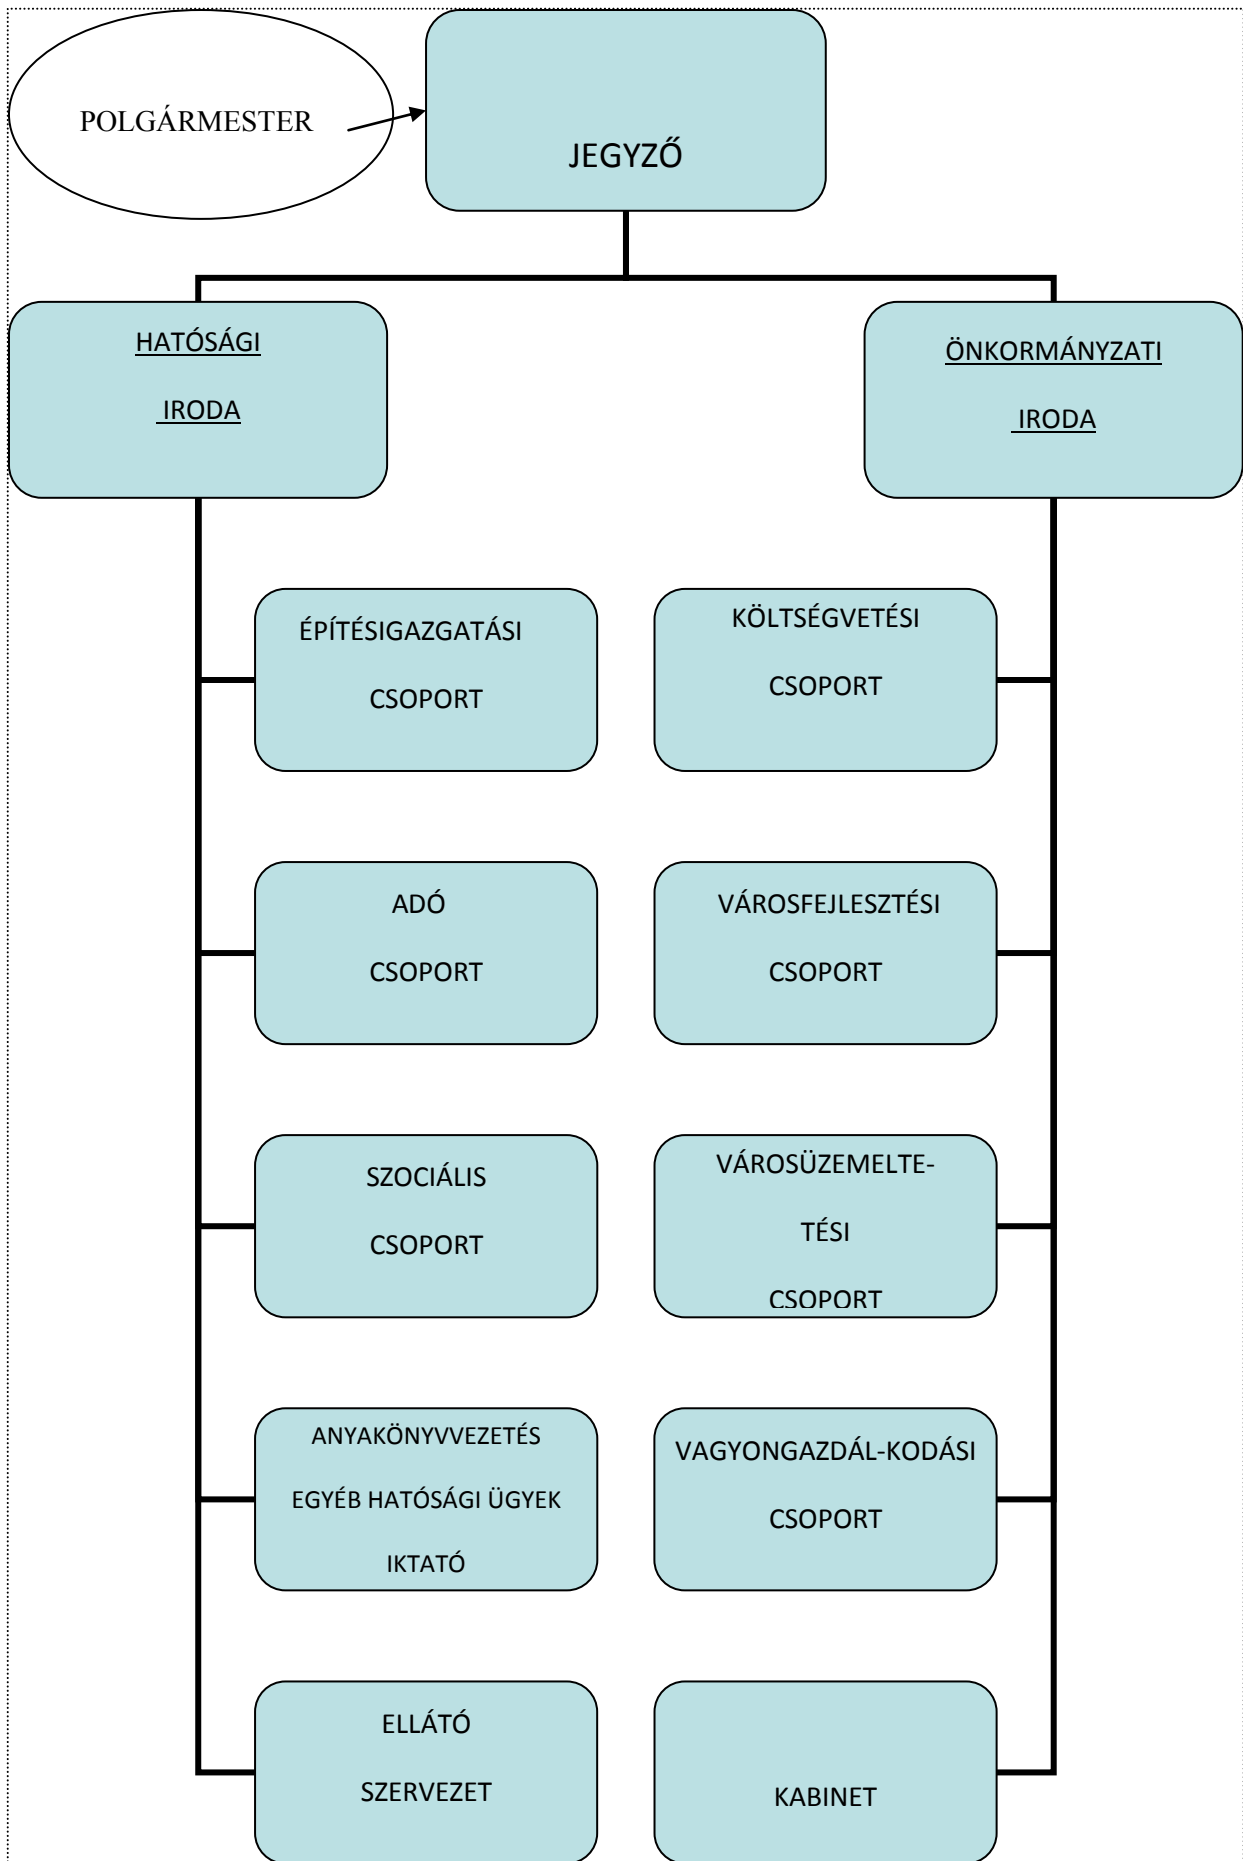 POLGÁRMESTER
JEGYZŐ
HATÓSÁGI
IRODA
ÖNKORMÁNYZATI
IRODA
ÉPÍTÉSIGAZGATÁSI
CSOPORT
KÖLTSÉGVETÉSI
CSOPORT
ADÓ
CSOPORT
VÁROSFEJLESZTÉSI
CSOPORT
SZOCIÁLIS
CSOPORT
VÁROSÜZEMELTE-
TÉSI
CSOPORT
ANYAKÖNYVVEZETÉS
EGYÉB HATÓSÁGI ÜGYEK
IKTATÓ
VAGYONGAZDÁL-KODÁSI
CSOPORT
ELLÁTÓ
SZERVEZET
KABINET